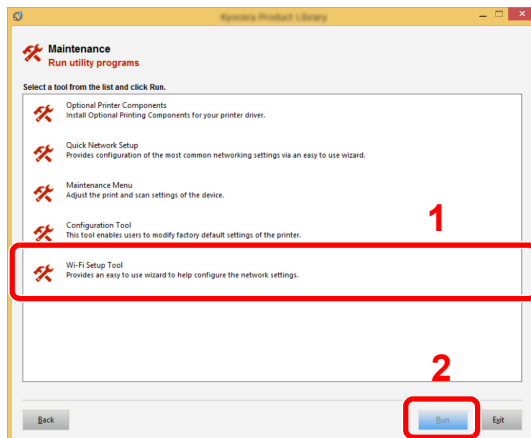 Kyocera Product Library
Maintenance
Run utility programs
Select a tool from the list and click Run.
Optional Printer Components
Install Optional Printing Components for your printer driver.
Quick Network Setup
Provides configuration of the most common networking settings via an easy to use wizard.
Maintenance Menu
Adjust the print and scan settings of the device.
Configuration Tool
This tool enables users to modify factory default settings of the printer.
1
Wi-Fi Setup Tool
Provides an easy to use wizard to help configure the network settings.
2
Back
Run
Exit